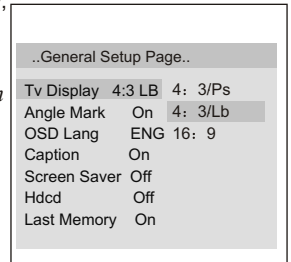 ,
..General Setup Page..
Tv Display 4:3 LB 4：3/Ps
Angle Mark On 4：3/Lb
OSD Lang ENG 16：9
Caption On
Screen Saver Off
Hdcd Off
Last Memory On